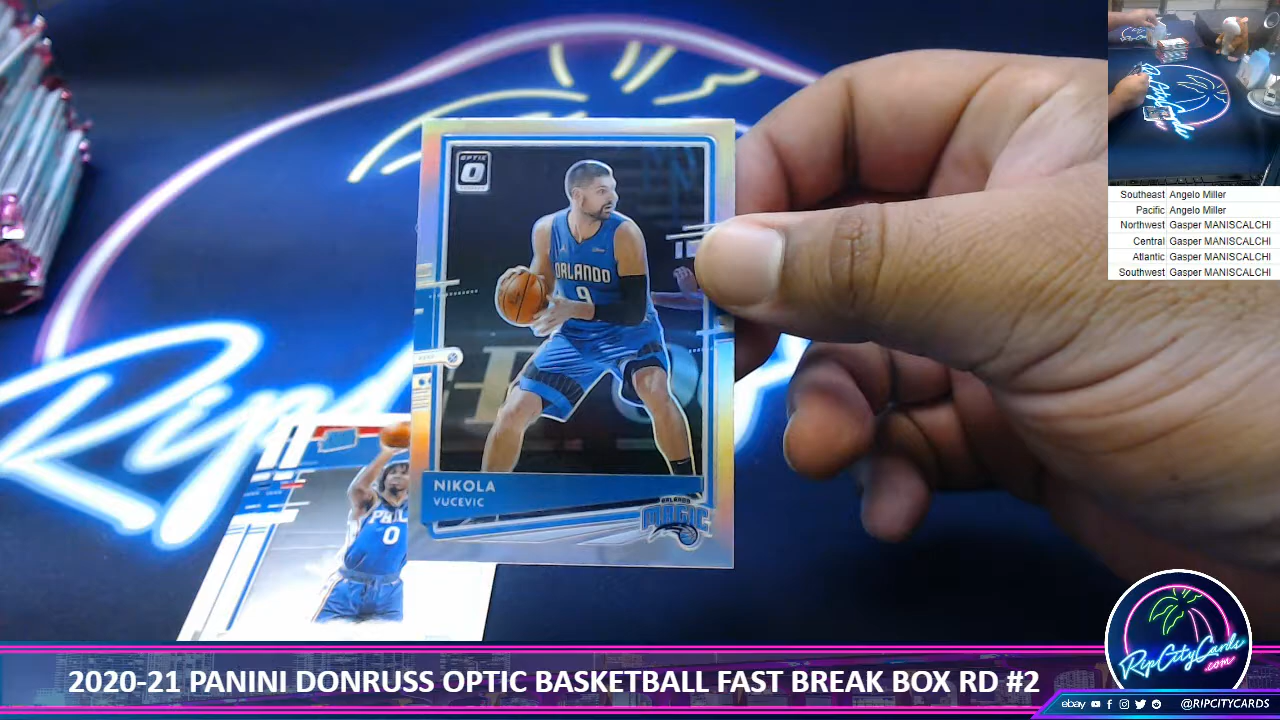 OPTIC
ORLANDO
9
NIKOLA
VUCEVIC
ORLANDO
MAGIC
PHIL
0
Southeast Angelo Miller
Pacific Angelo Miller
Northwest Gasper MANISCALCHI
Central Gasper MANISCALCHI
Atlantic Gasper MANISCALCHI
Southwest Gasper MANISCALCHI
2020-21 PANINI DONRUSS OPTIC BASKETBALL FAST BREAK BOX RD #2
RipCityCards
.com
ebay @RIPCITYCARDS